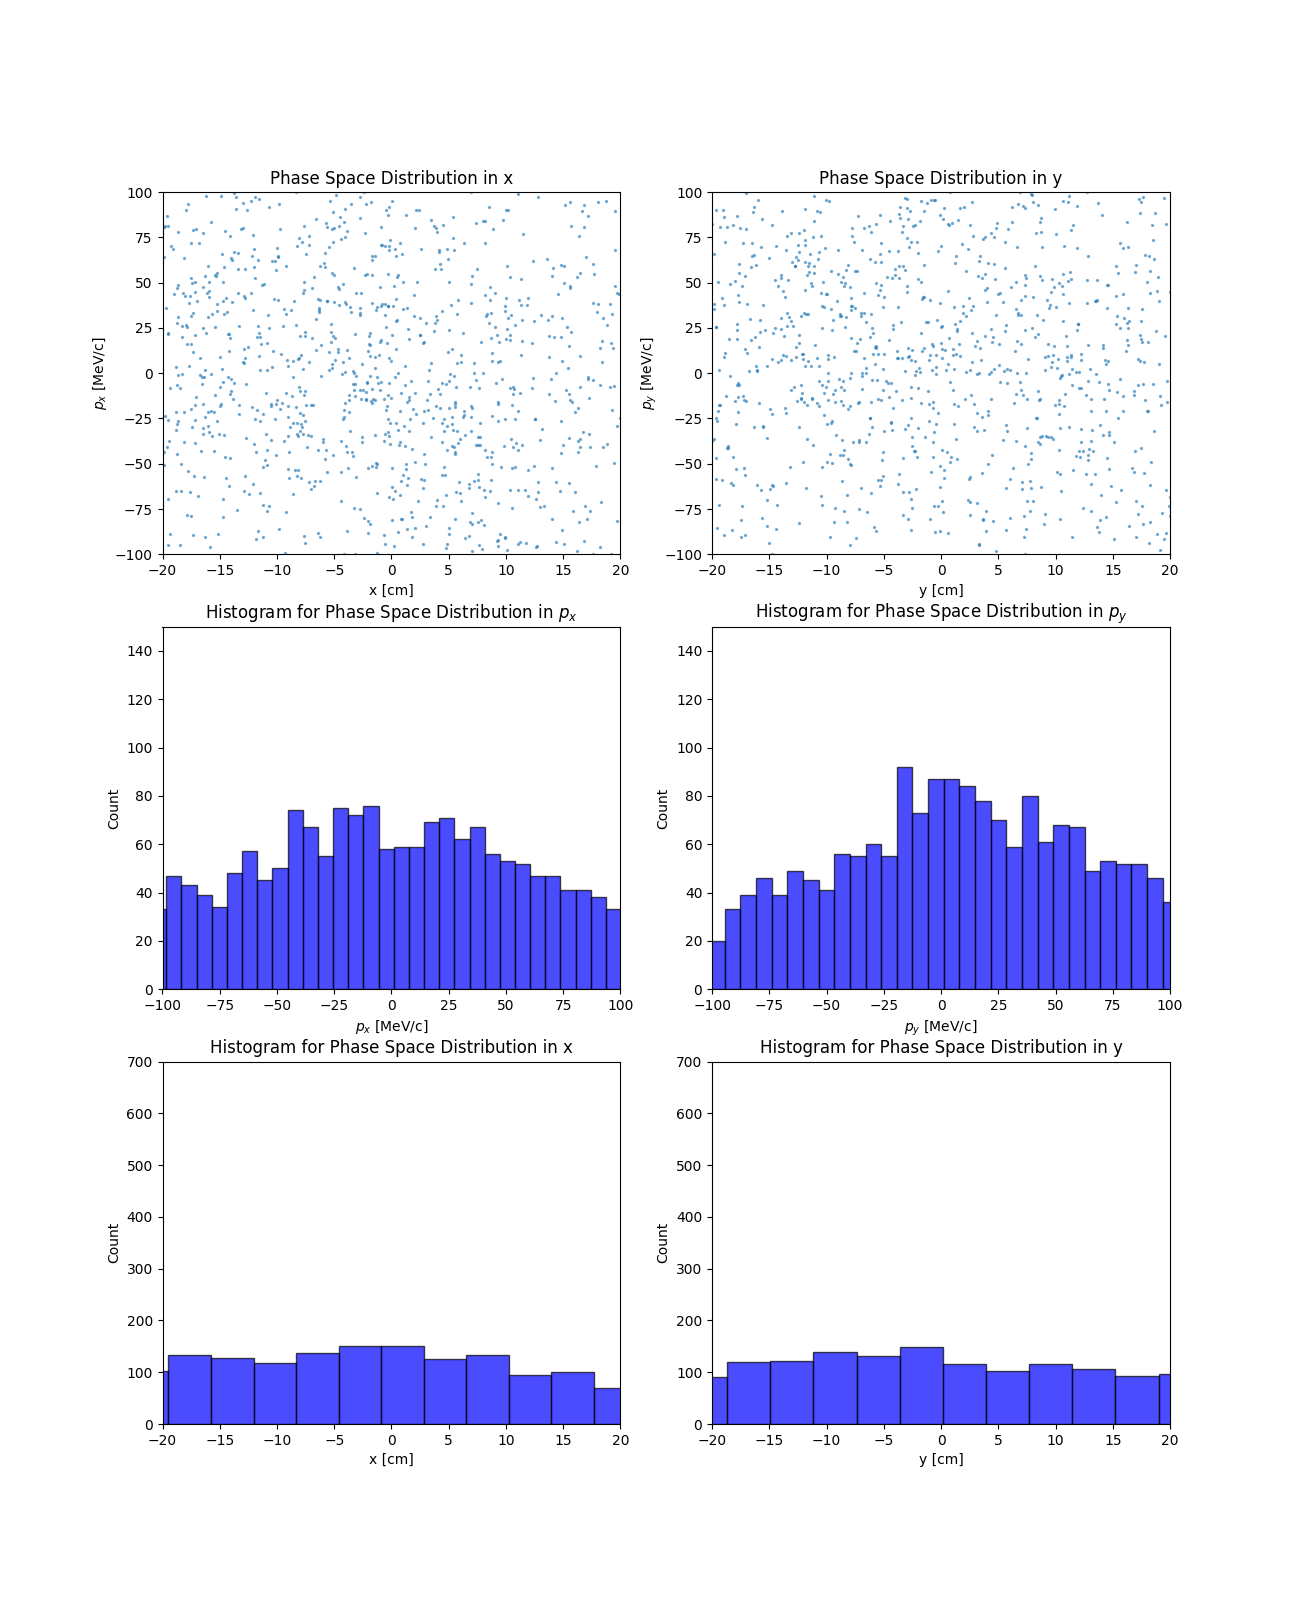 Phase Space Distribution in x
100
75
50
25
0
−25
−50
−75
−100
p_x [MeV/c]
−20 −15 −10 −5 0 5 10 15 20
x [cm]
Phase Space Distribution in y
100
75
50
25
0
−25
−50
−75
−100
p_y [MeV/c]
−20 −15 −10 −5 0 5 10 15 20
y [cm]
Histogram for Phase Space Distribution in p_x
140
120
100
80
60
40
20
0
Count
−100 −75 −50 −25 0 25 50 75 100
p_x [MeV/c]
Histogram for Phase Space Distribution in p_y
140
120
100
80
60
40
20
0
Count
−100 −75 −50 −25 0 25 50 75 100
p_y [MeV/c]
Histogram for Phase Space Distribution in x
700
600
500
400
300
200
100
0
Count
−20 −15 −10 −5 0 5 10 15 20
x [cm]
Histogram for Phase Space Distribution in y
700
600
500
400
300
200
100
0
Count
−20 −15 −10 −5 0 5 10 15 20
y [cm]